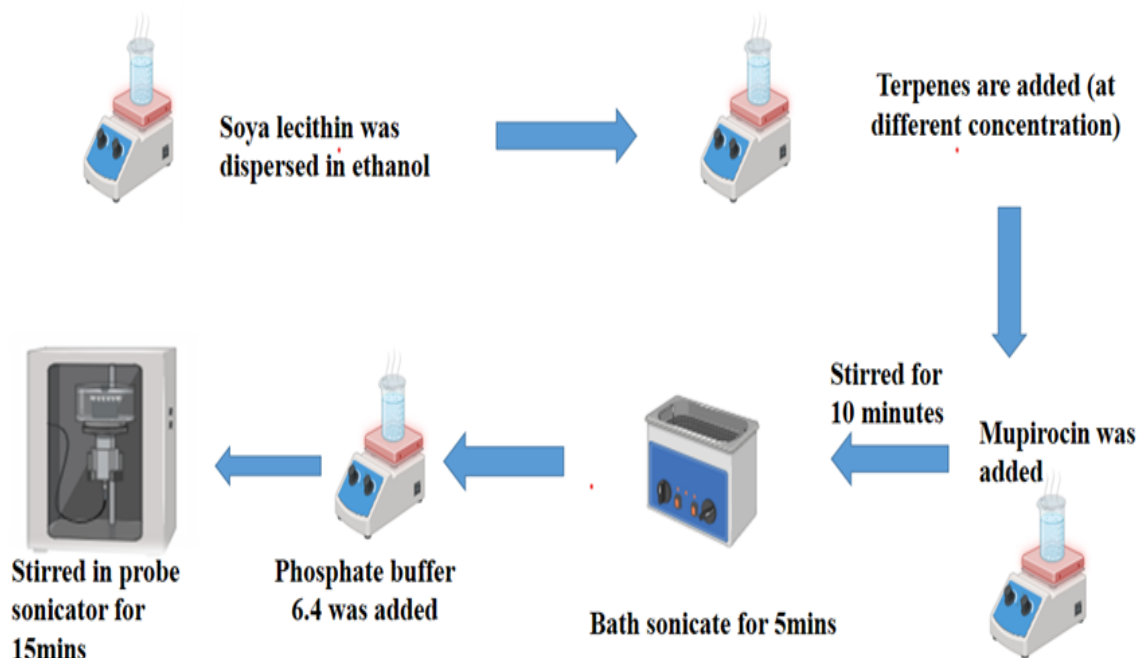 Soya lecithin was
dispersed in ethanol
Terpenes are added (at
different concentration)
Mupirocin was
added
Stirred for
10 minutes
Bath sonicate for 5mins
Phosphate buffer
6.4 was added
Stirred in probe
sonicator for
15mins